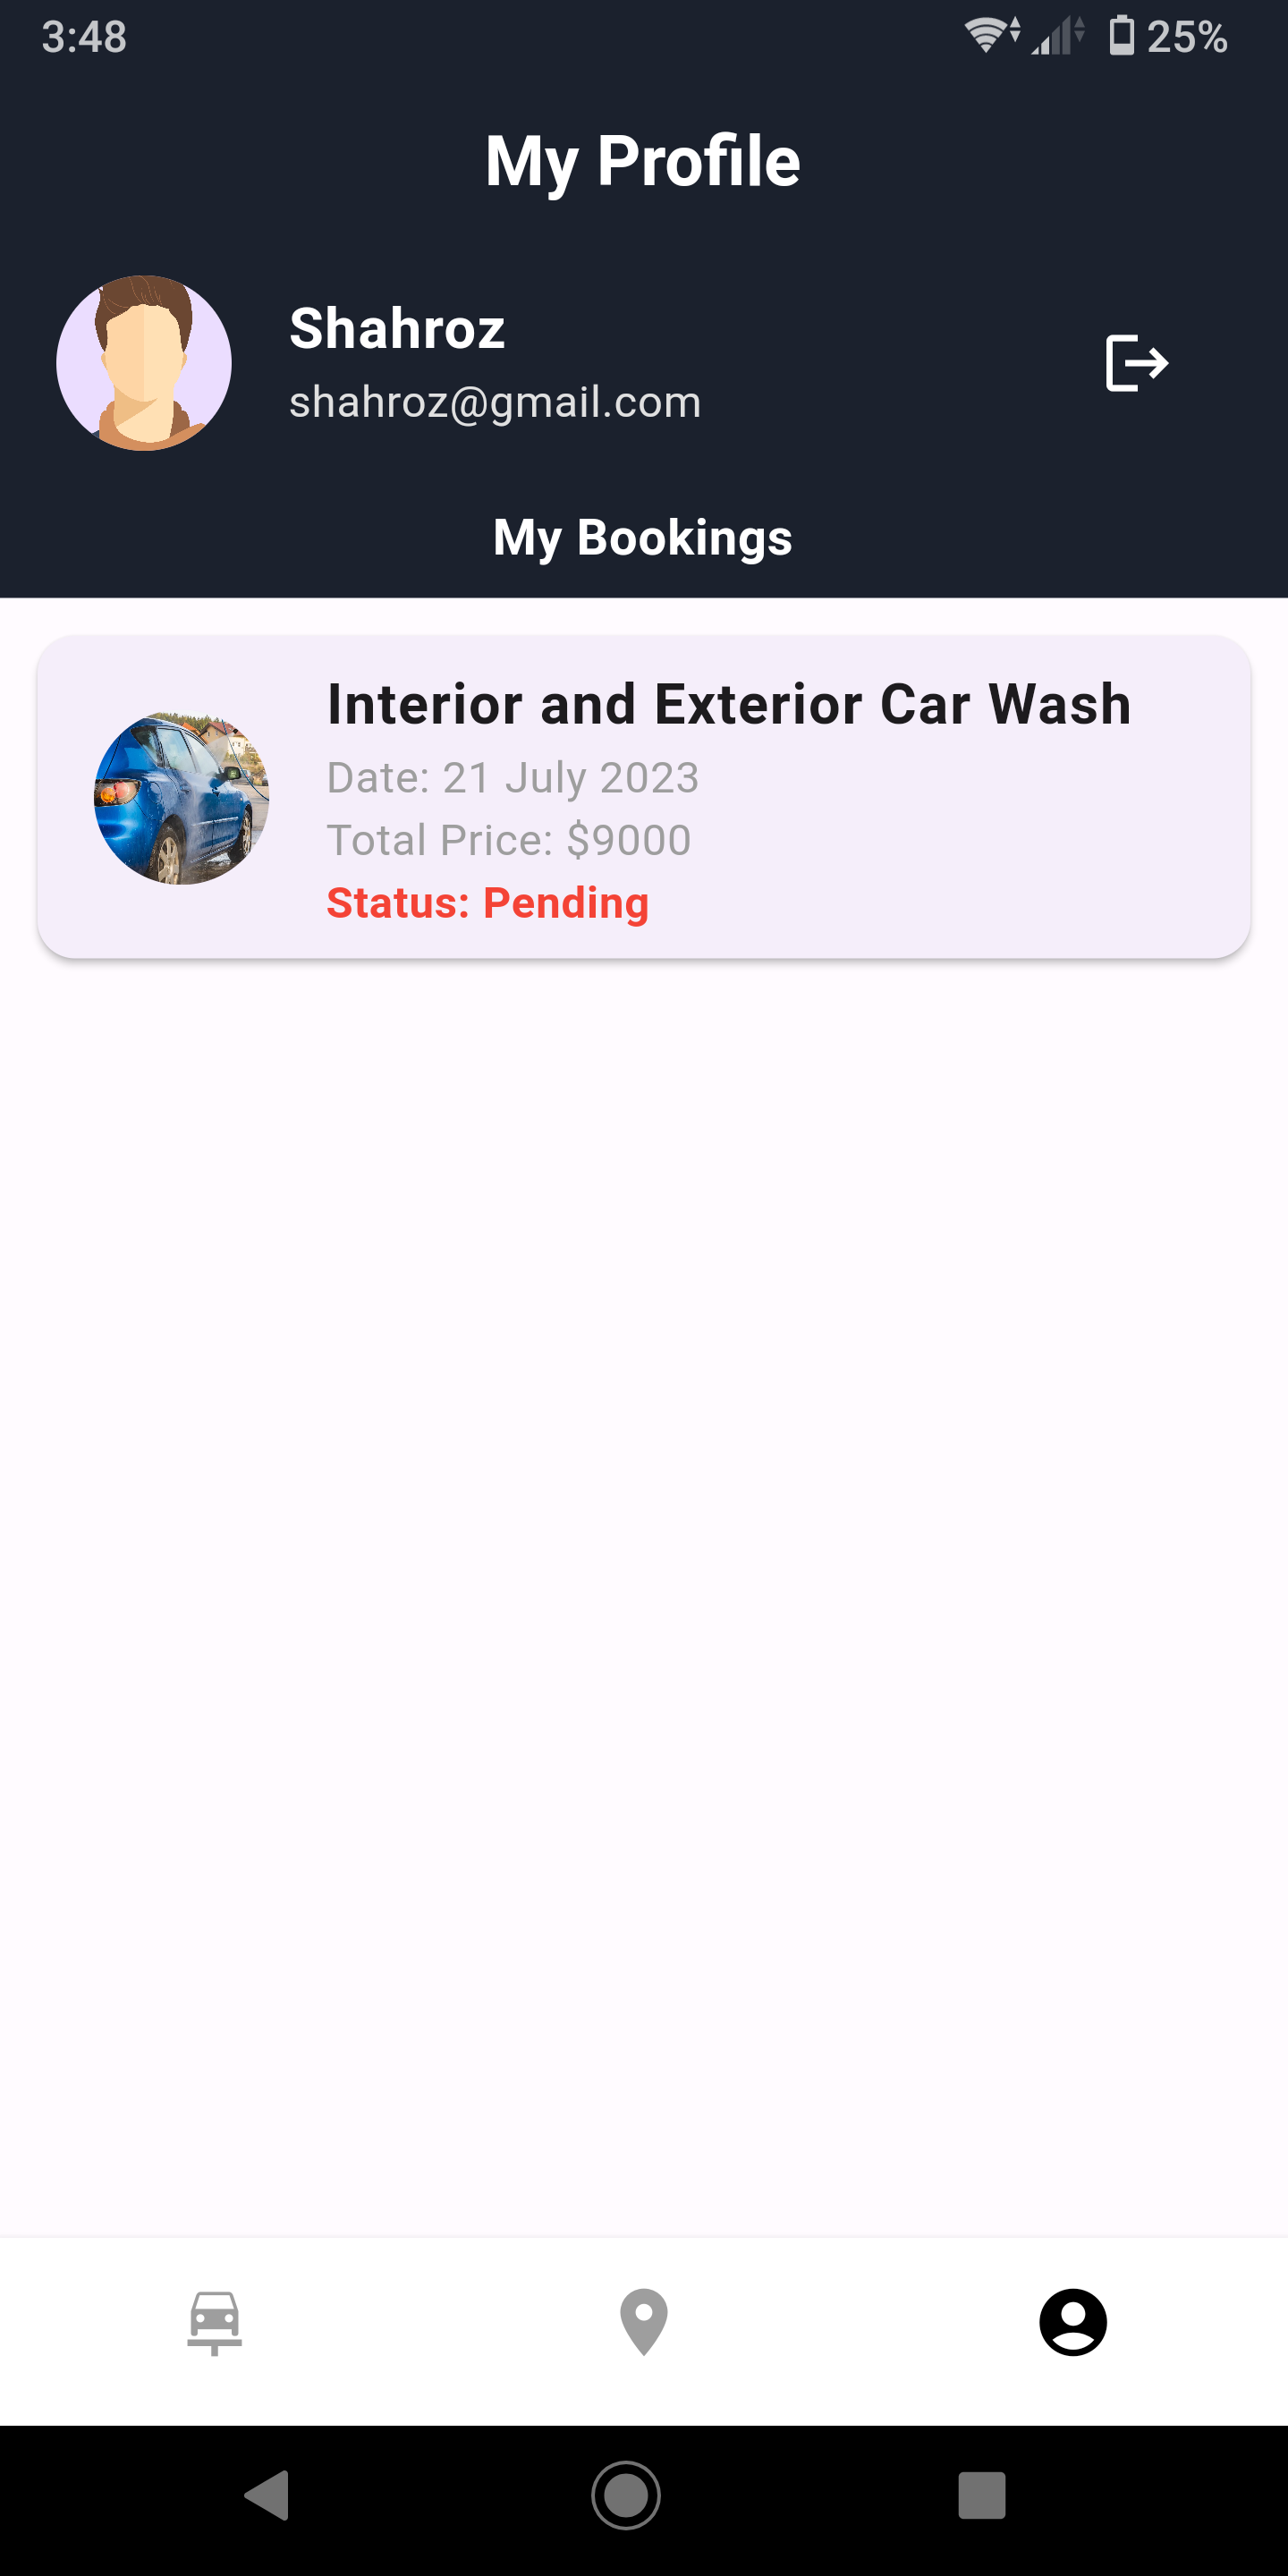 3:48
25%
My Profile
Shahroz
shahroz@gmail.com
My Bookings
Interior and Exterior Car Wash
Date: 21 July 2023
Total Price: $9000
Status: Pending